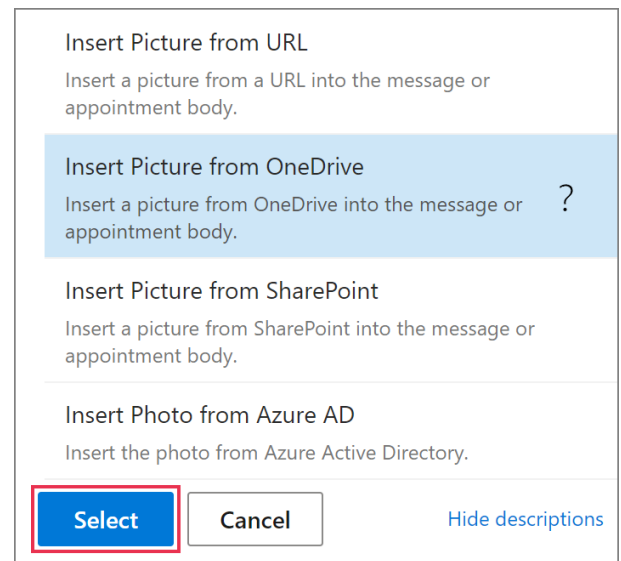 Insert Picture from URL
Insert a picture from a URL into the message or
appointment body.
Insert Picture from OneDrive
Insert a picture from OneDrive into the message or
appointment body.
?
Insert Picture from SharePoint
Insert a picture from SharePoint into the message or
appointment body.
Insert Photo from Azure AD
Insert the photo from Azure Active Directory.
Select Cancel Hide descriptions